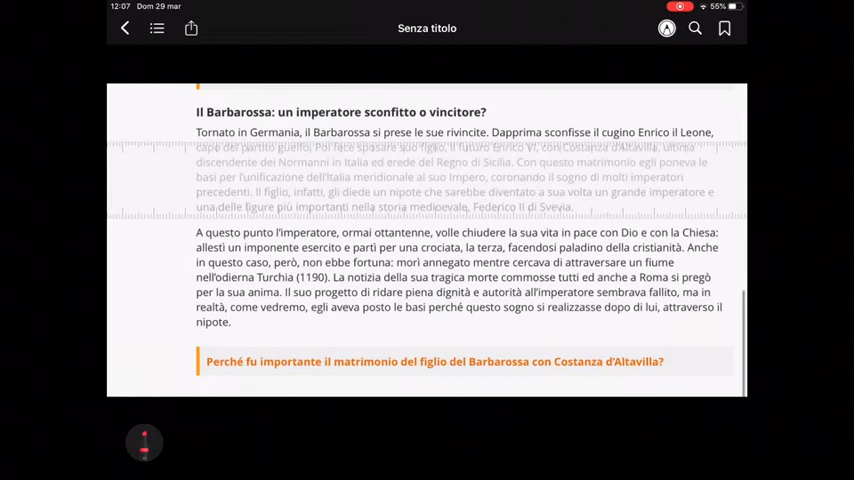 12:07 Dom 29 mar
55%
Senza titolo
Il Barbarossa: un imperatore sconfitto o vincitore?
Tornato in Germania, il Barbarossa si prese le sue rivincite. Dapprima sconfisse il cugino Enrico il Leone,
capo del partito guelfo. Poi fece sposare suo figlio, il futuro Enrico VI, con Costanza d'Altavilla, ultima
discendente dei Normanni in Italia ed erede del Regno di Sicilia. Con questo matrimonio egli poneva le
basi per l'unificazione dell'Italia meridionale al suo Impero, coronando il sogno di molti imperatori
precedenti. Il figlio, infatti, gli diede un nipote che sarebbe diventato a sua volta un grande imperatore e
una delle figure più importanti nella storia medioevale, Federico II di Svevia.
A questo punto l'imperatore, ormai ottantenne, volle chiudere la sua vita in pace con Dio e con la Chiesa:
allestì un imponente esercito e partì per una crociata, la terza, facendosi paladino della cristianità. Anche
in questo caso, però, non ebbe fortuna: morì annegato mentre cercava di attraversare un fiume
nell'odierna Turchia (1190). La notizia della sua tragica morte commosse tutti ed anche a Roma si pregò
per la sua anima. Il suo progetto di ridare piena dignità e autorità all'imperatore sembrava fallito, ma in
realtà, come vedremo, egli aveva posto le basi perché questo sogno si realizzasse dopo di lui, attraverso il
nipote.
Perché fu importante il matrimonio del figlio del Barbarossa con Costanza d'Altavilla?